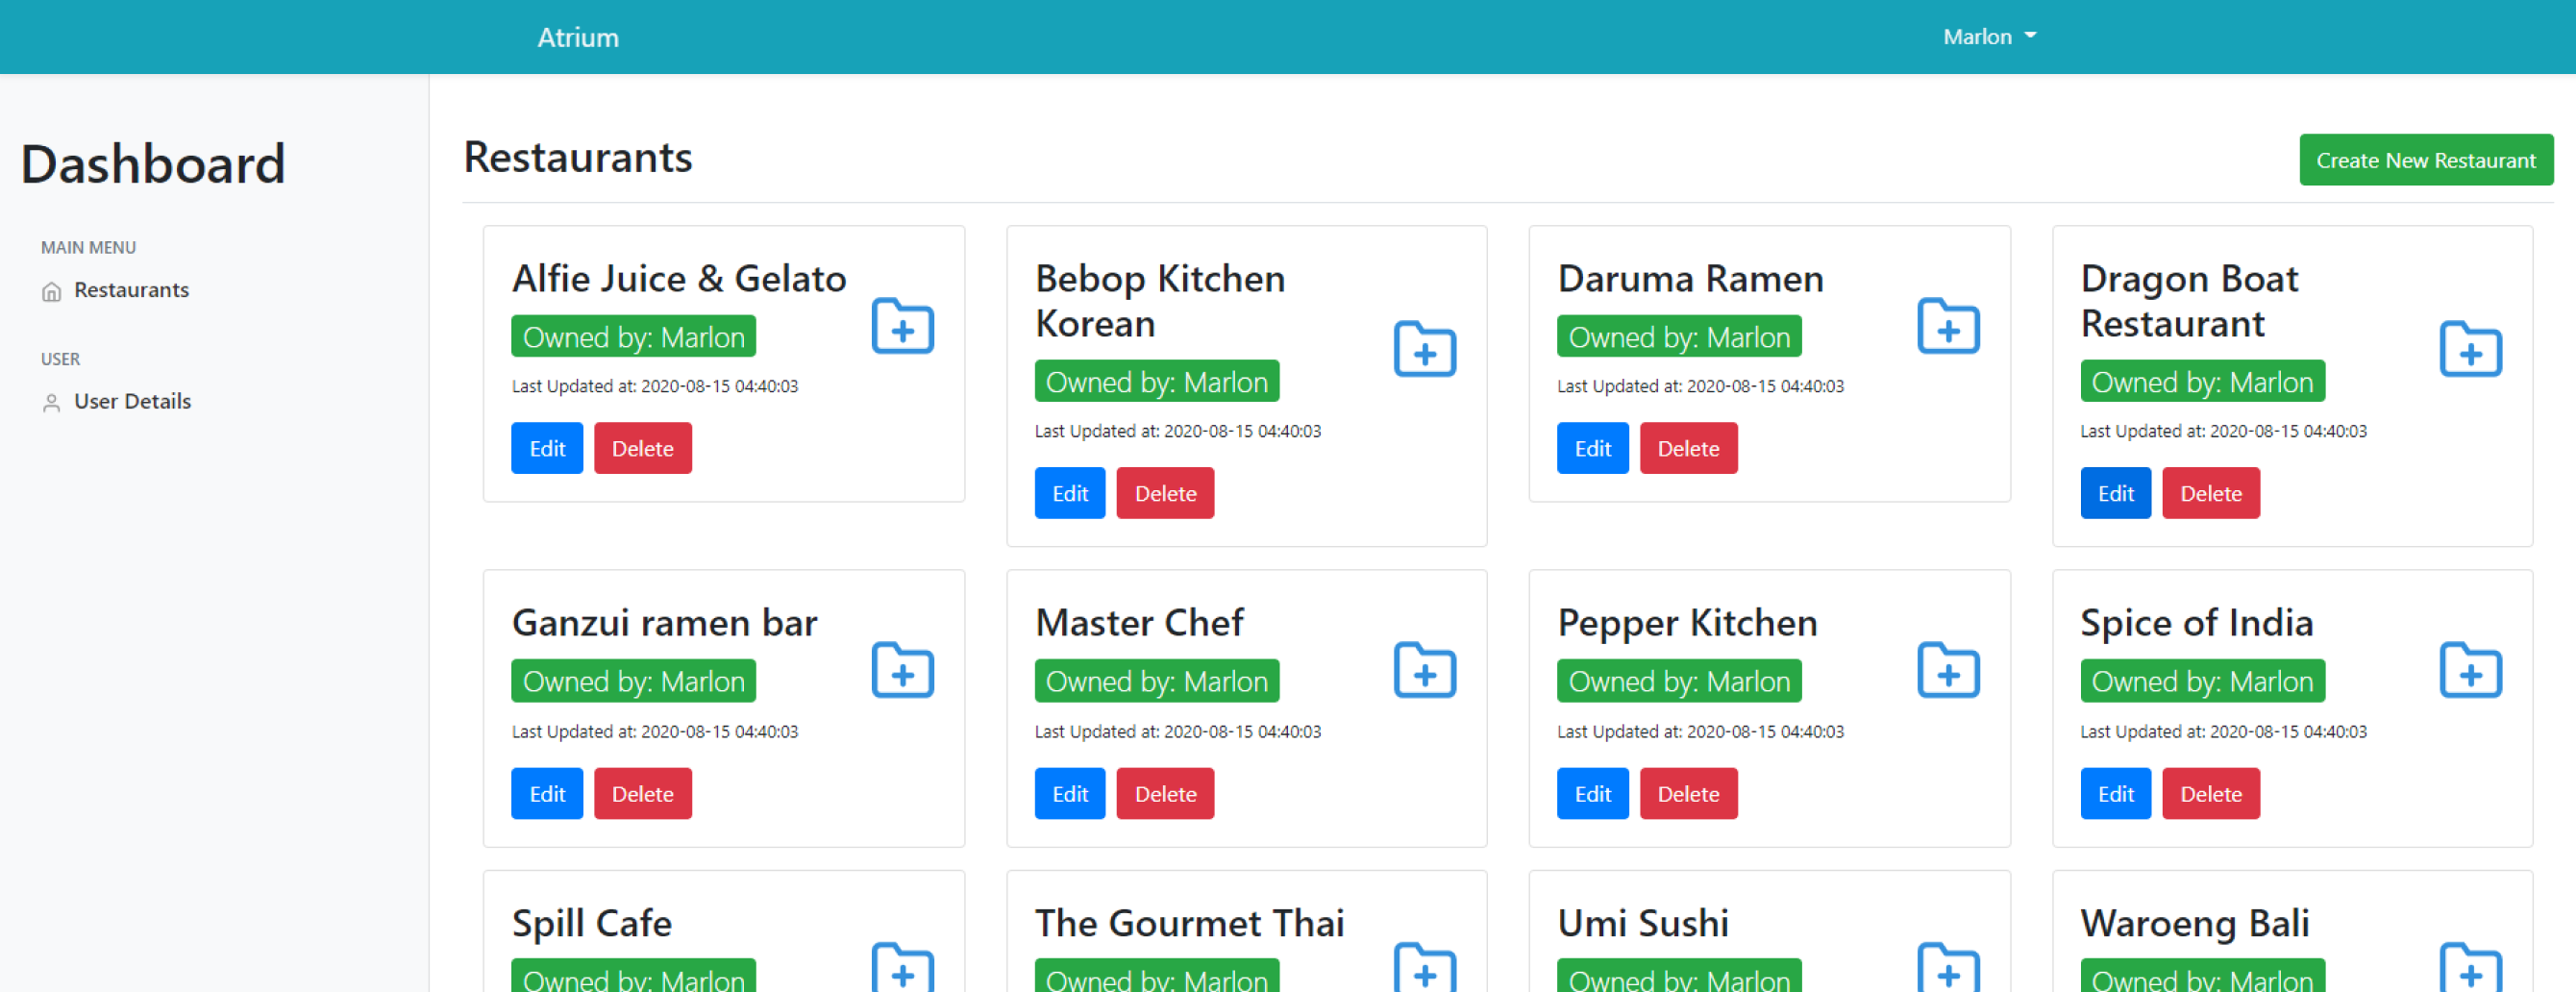 Atrium
Marlon
Dashboard
MAIN MENU
Restaurants
USER
User Details
Restaurants
Create New Restaurant
Alfie Juice & Gelato
Owned by: Marlon
Last Updated at: 2020-08-15 04:40:03
Edit Delete
Bebop Kitchen
Korean
Owned by: Marlon
Last Updated at: 2020-08-15 04:40:03
Edit Delete
Daruma Ramen
Owned by: Marlon
Last Updated at: 2020-08-15 04:40:03
Edit Delete
Dragon Boat
Restaurant
Owned by: Marlon
Last Updated at: 2020-08-15 04:40:03
Edit Delete
Ganzui ramen bar
Owned by: Marlon
Last Updated at: 2020-08-15 04:40:03
Edit Delete
Master Chef
Owned by: Marlon
Last Updated at: 2020-08-15 04:40:03
Edit Delete
Pepper Kitchen
Owned by: Marlon
Last Updated at: 2020-08-15 04:40:03
Edit Delete
Spice of India
Owned by: Marlon
Last Updated at: 2020-08-15 04:40:03
Edit Delete
Spill Cafe
Owned by: Marlon
The Gourmet Thai
Owned by: Marlon
Umi Sushi
Owned by: Marlon
Waroeng Bali
Owned by: Marlon